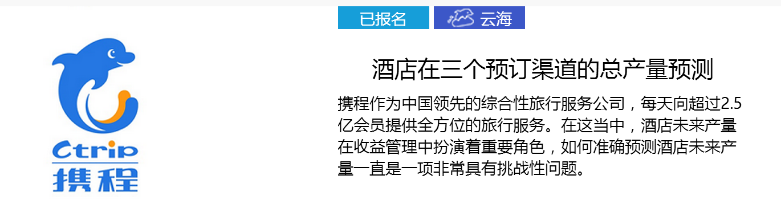 已报名
云海
酒店在三个预订渠道的总产量预测
携程作为中国领先的综合性旅行服务公司，每天向超过2.5
亿会员提供全方位的旅行服务。在这当中，酒店未来产量
在收益管理中扮演着重要角色，如何准确预测酒店未来产
量一直是一项非常具有挑战性问题。
Ctrip
携程